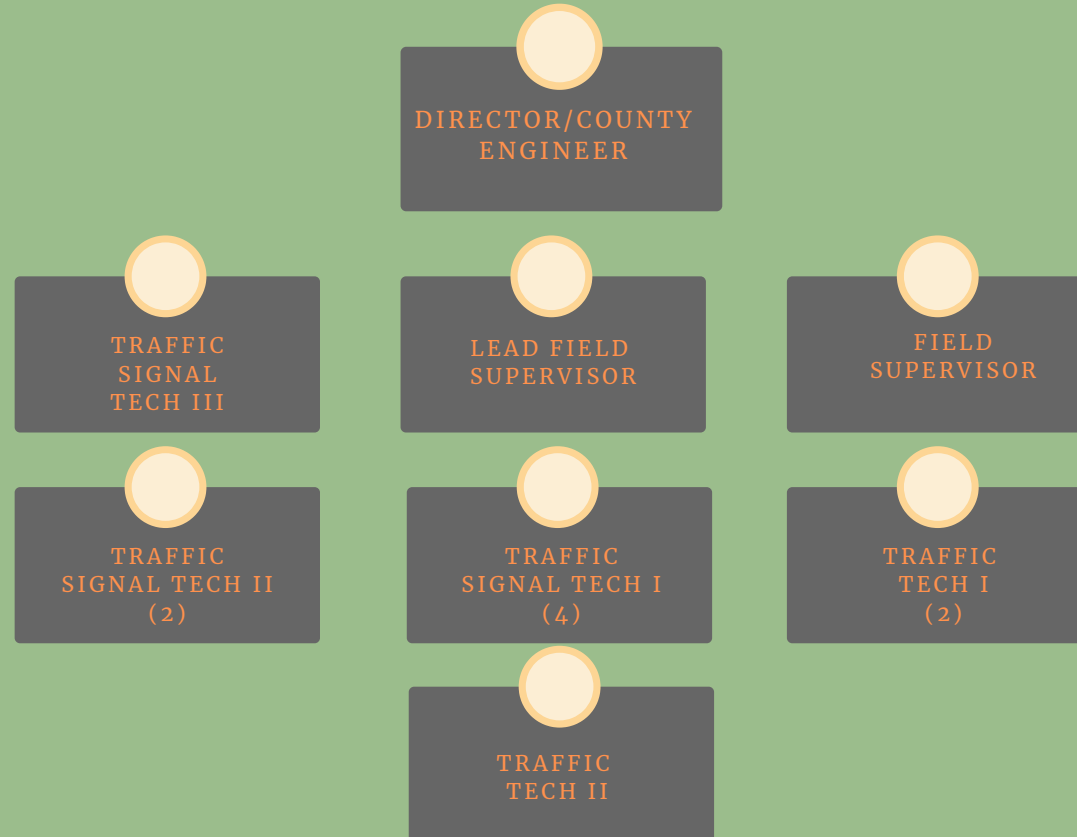 DIRECTOR/COUNTY
ENGINEER
TRAFFIC
SIGNAL
TECH III
LEAD FIELD
SUPERVISOR
FIELD
SUPERVISOR
TRAFFIC
SIGNAL TECH II
(2)
TRAFFIC
SIGNAL TECH I
(4)
TRAFFIC
TECH I
(2)
TRAFFIC
TECH II